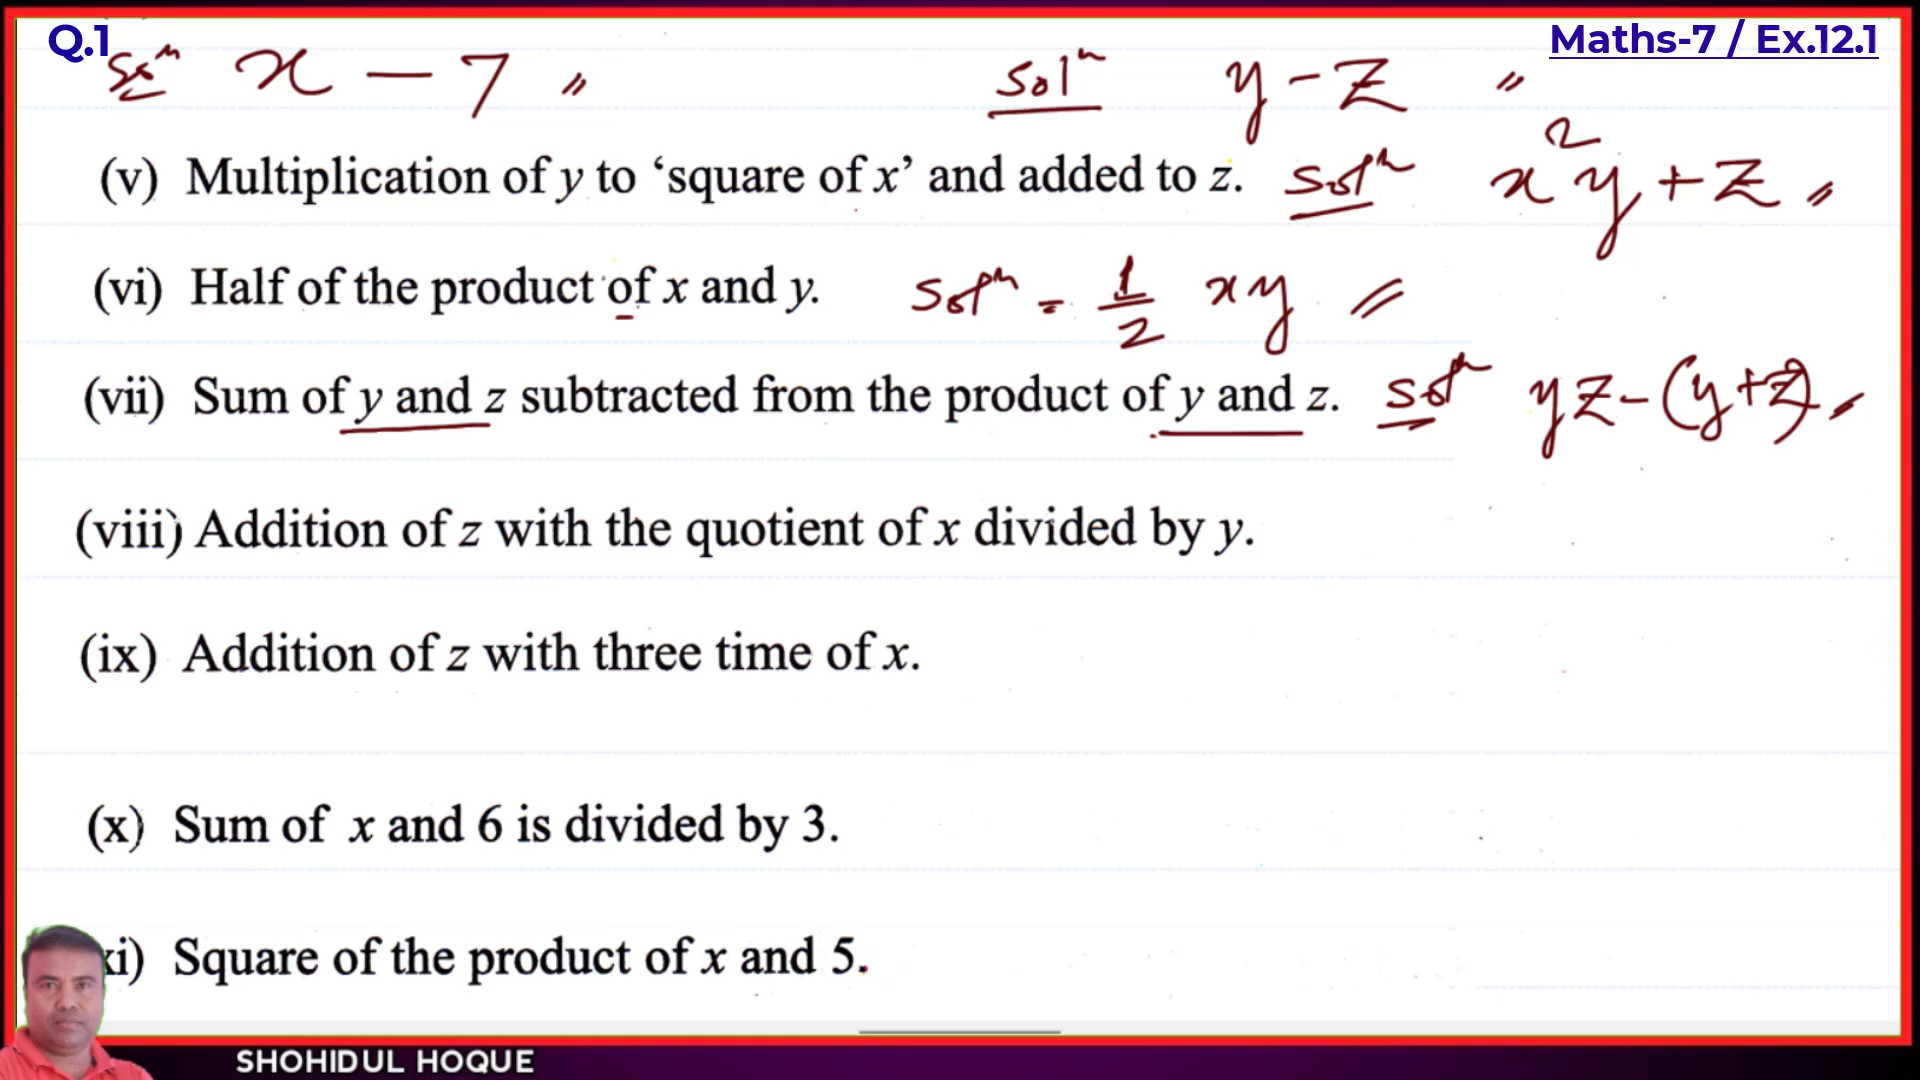 Q.1
Maths-7 / Ex.12.1
Solⁿ x - 7 //
Solⁿ y - z //
(v) Multiplication of y to ‘square of x’ and added to z. Solⁿ x²y + z //
(vi) Half of the product of x and y. Solⁿ = 1/2 xy //
(vii) Sum of y and z subtracted from the product of y and z. Solⁿ yz - (y+z) //
(viii) Addition of z with the quotient of x divided by y.
(ix) Addition of z with three time of x.
(x) Sum of x and 6 is divided by 3.
xi) Square of the product of x and 5.
SHOHIDUL HOQUE